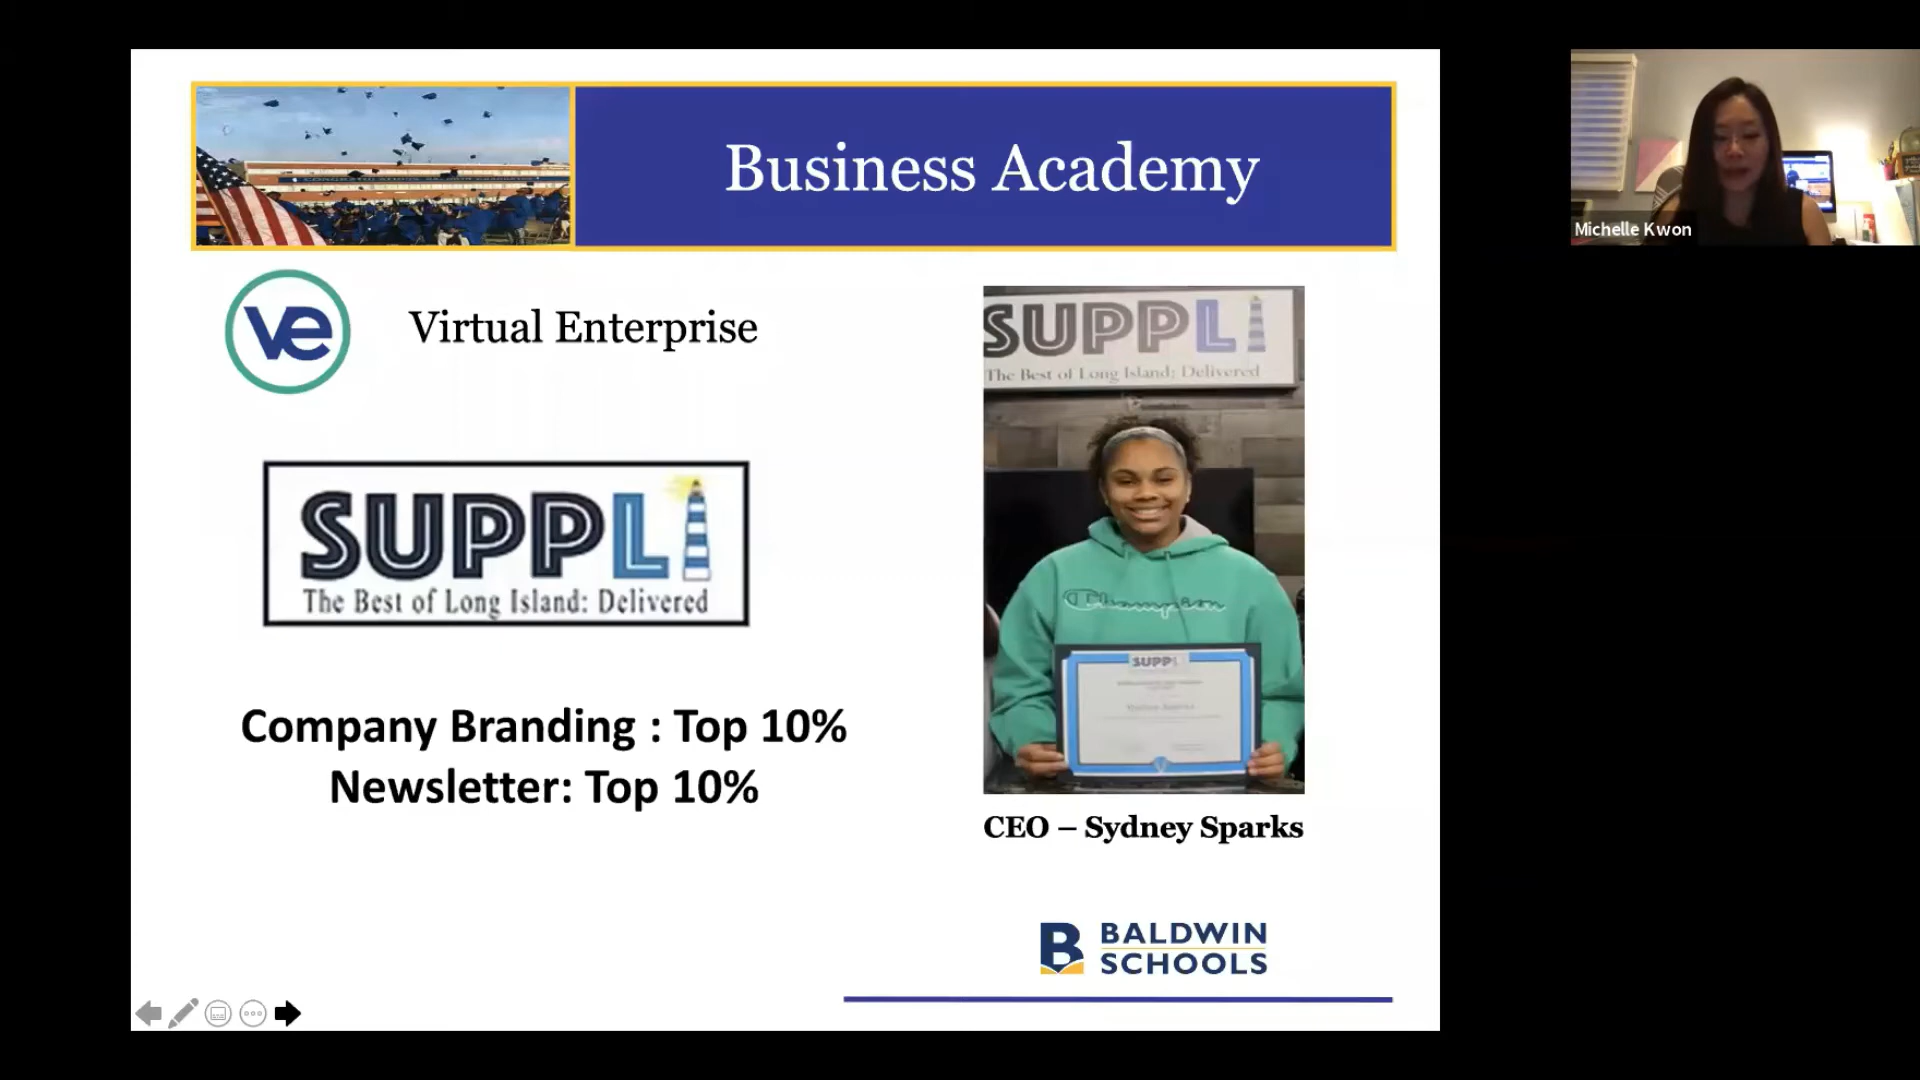 Business Academy
ve
Virtual Enterprise
SUPPLI
The Best of Long Island: Delivered
SUPPLI
The Best of Long Island: Delivered
Champion
SUPPLI
Company Branding : Top 10%
Newsletter: Top 10%
CEO – Sydney Sparks
B BALDWIN
SCHOOLS
Michelle Kwon